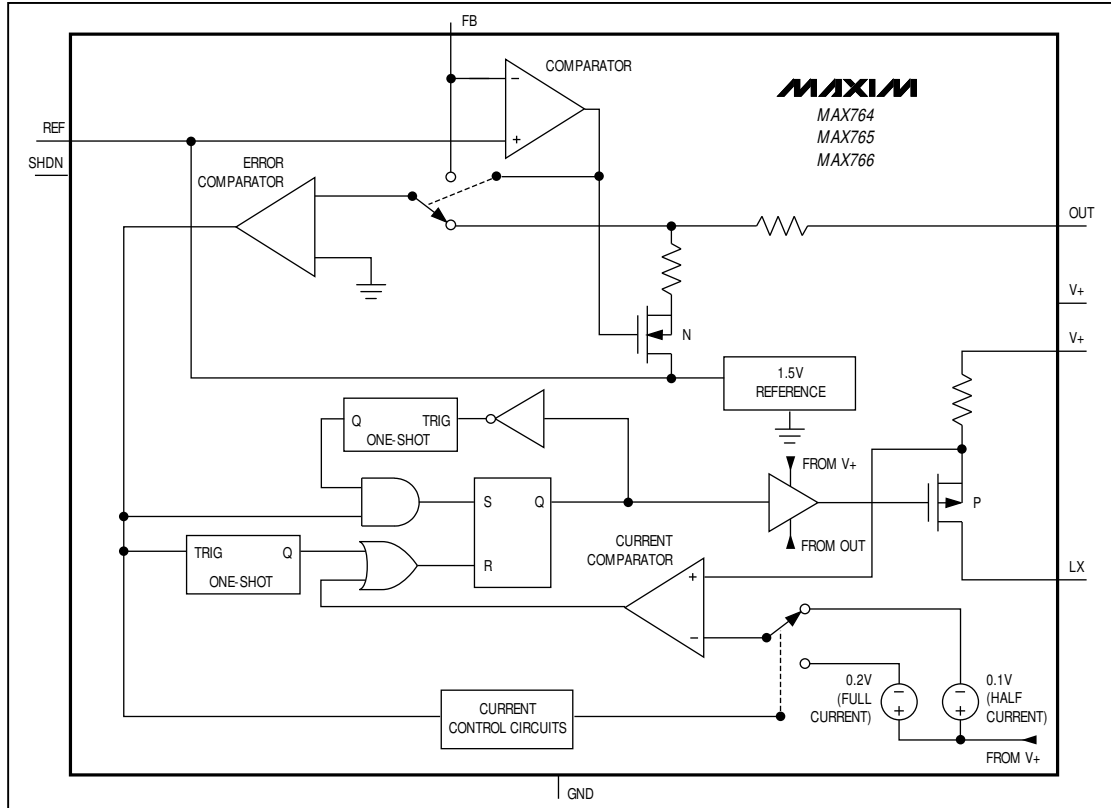 FB
COMPARATOR
−
+
MAXIM
MAX764
MAX765
MAX766
REF
SHDN
ERROR
COMPARATOR
OUT
V+
V+
N
1.5V
REFERENCE
Q TRIG
ONE-SHOT
FROM V+
S Q
R
P
FROM OUT
TRIG Q
ONE-SHOT
CURRENT
COMPARATOR
+
−
LX
0.2V
(FULL
CURRENT)
−
+
0.1V
(HALF
CURRENT)
−
+
CURRENT
CONTROL CIRCUITS
FROM V+
GND